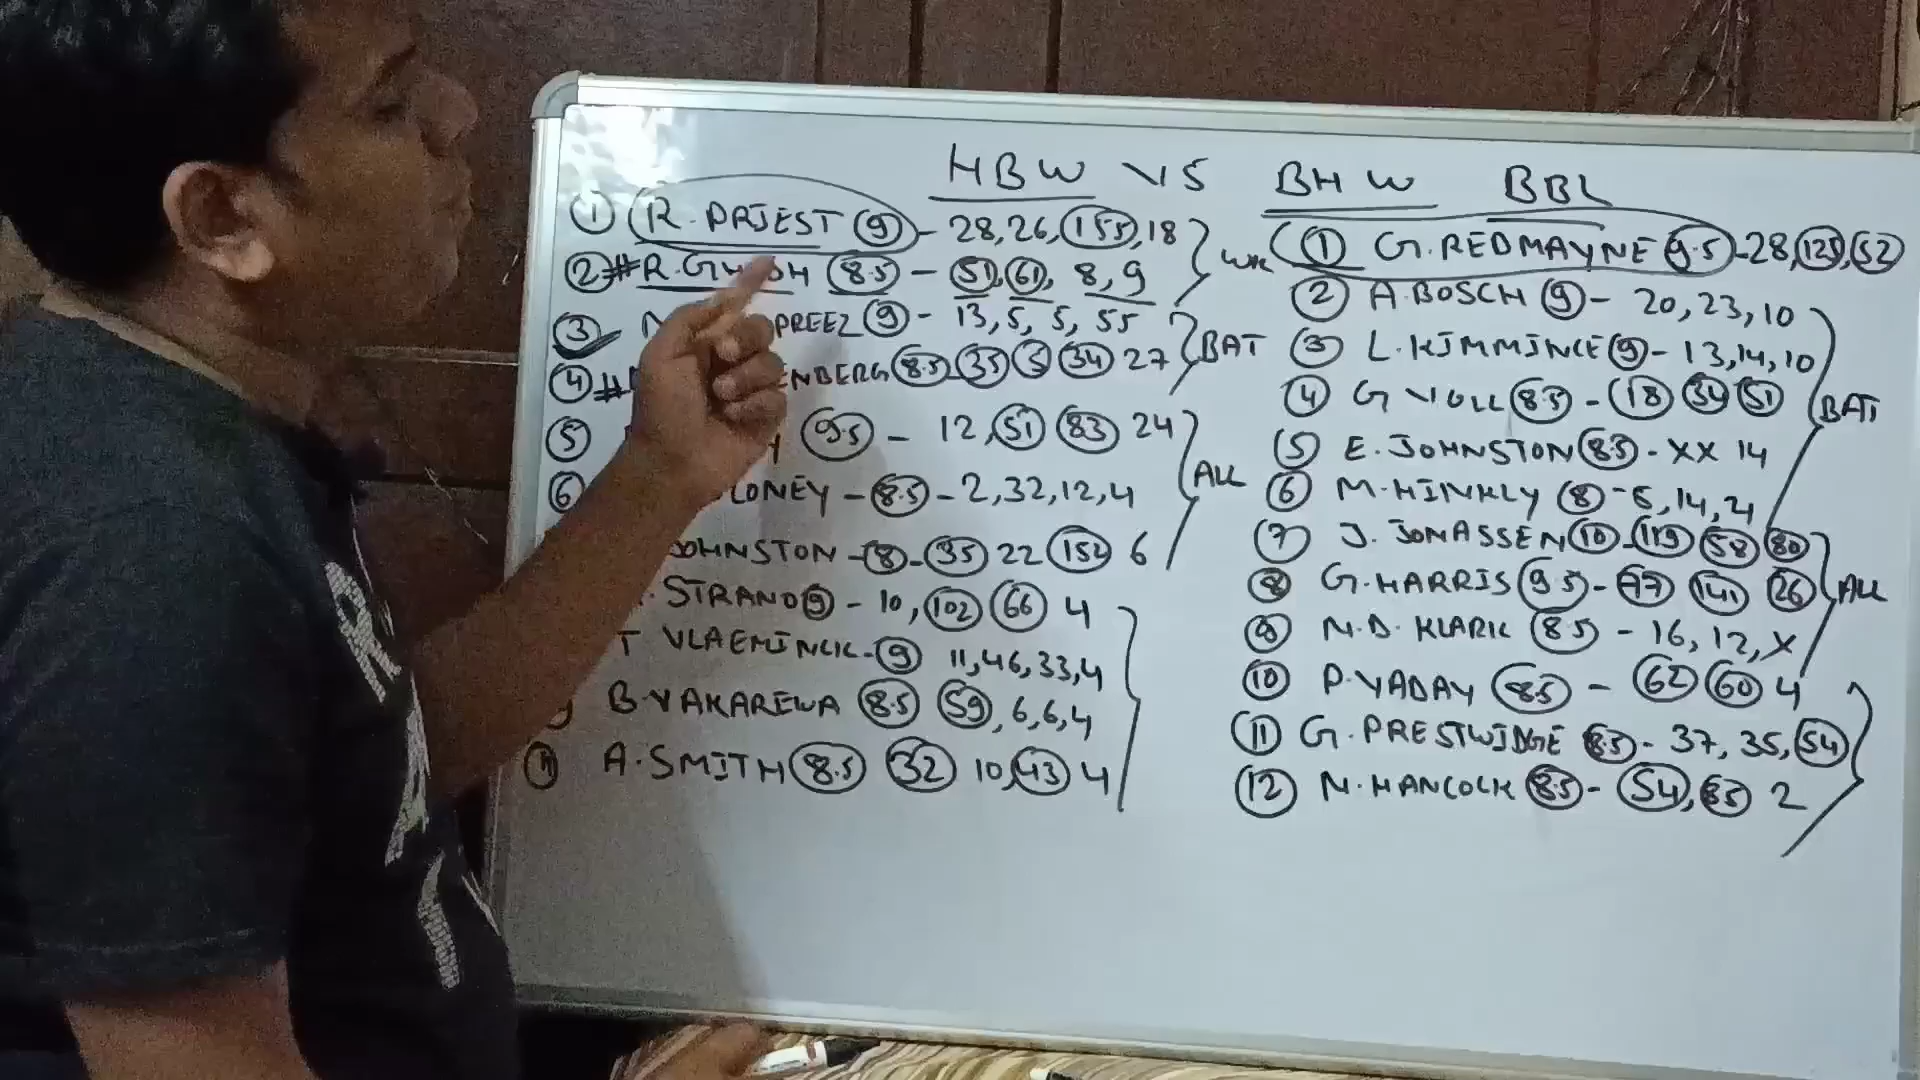 HBW VS BHW BBL
① R. PRIEST (9) - 28, 26, (155), 18 } WK
② # R. GHOSH (8.5) - (51), (61), 8, 9
③ PREEZ (9) - 13, 5, 5, 55 } BAT
④ # ENBERG (8.5) (35) (5) (34) 27
⑤ Y (9.5) - 12, (51) (83) 24 } ALL
⑥ LONEY - (8.5) - 2, 32, 12, 4
JOHNSTON - (8) - (35) 22 (152) 6
. STRANO (9) - 10, (102) (66) 4
T VLAEMINCK - (9) 11, 46, 33, 4
B. VAKAREWA (8.5) (59), 6, 6, 4
⑪ A. SMITH (8.5) (32) 10, (43) 4
① G. REDMAYNE (9.5) - 28, (125), (52)
② A. BOSCH (9) - 20, 23, 10
③ L. KIMMINCE (9) - 13, 14, 10
④ G VOLL (8.5) - (18) (34) (51) } BAT
⑤ E. JOHNSTON (8.5) - XX 14
⑥ M. HINKLY (8) - 5, 14, 21
⑦ J. JONASSEN (10) - (119) (58) (80)
⑧ G. HARRIS (9.5) - (77) (141) (26) } ALL
⑨ N. D. KLARIC (8.5) - 16, 12, X
⑩ P. YADAV (8.5) - (62) (60) 4
⑪ G. PRESTWIDGE (8.5) - 37, 35, (54)
⑫ N. HANCOCK (8.5) - (54), (85) 2